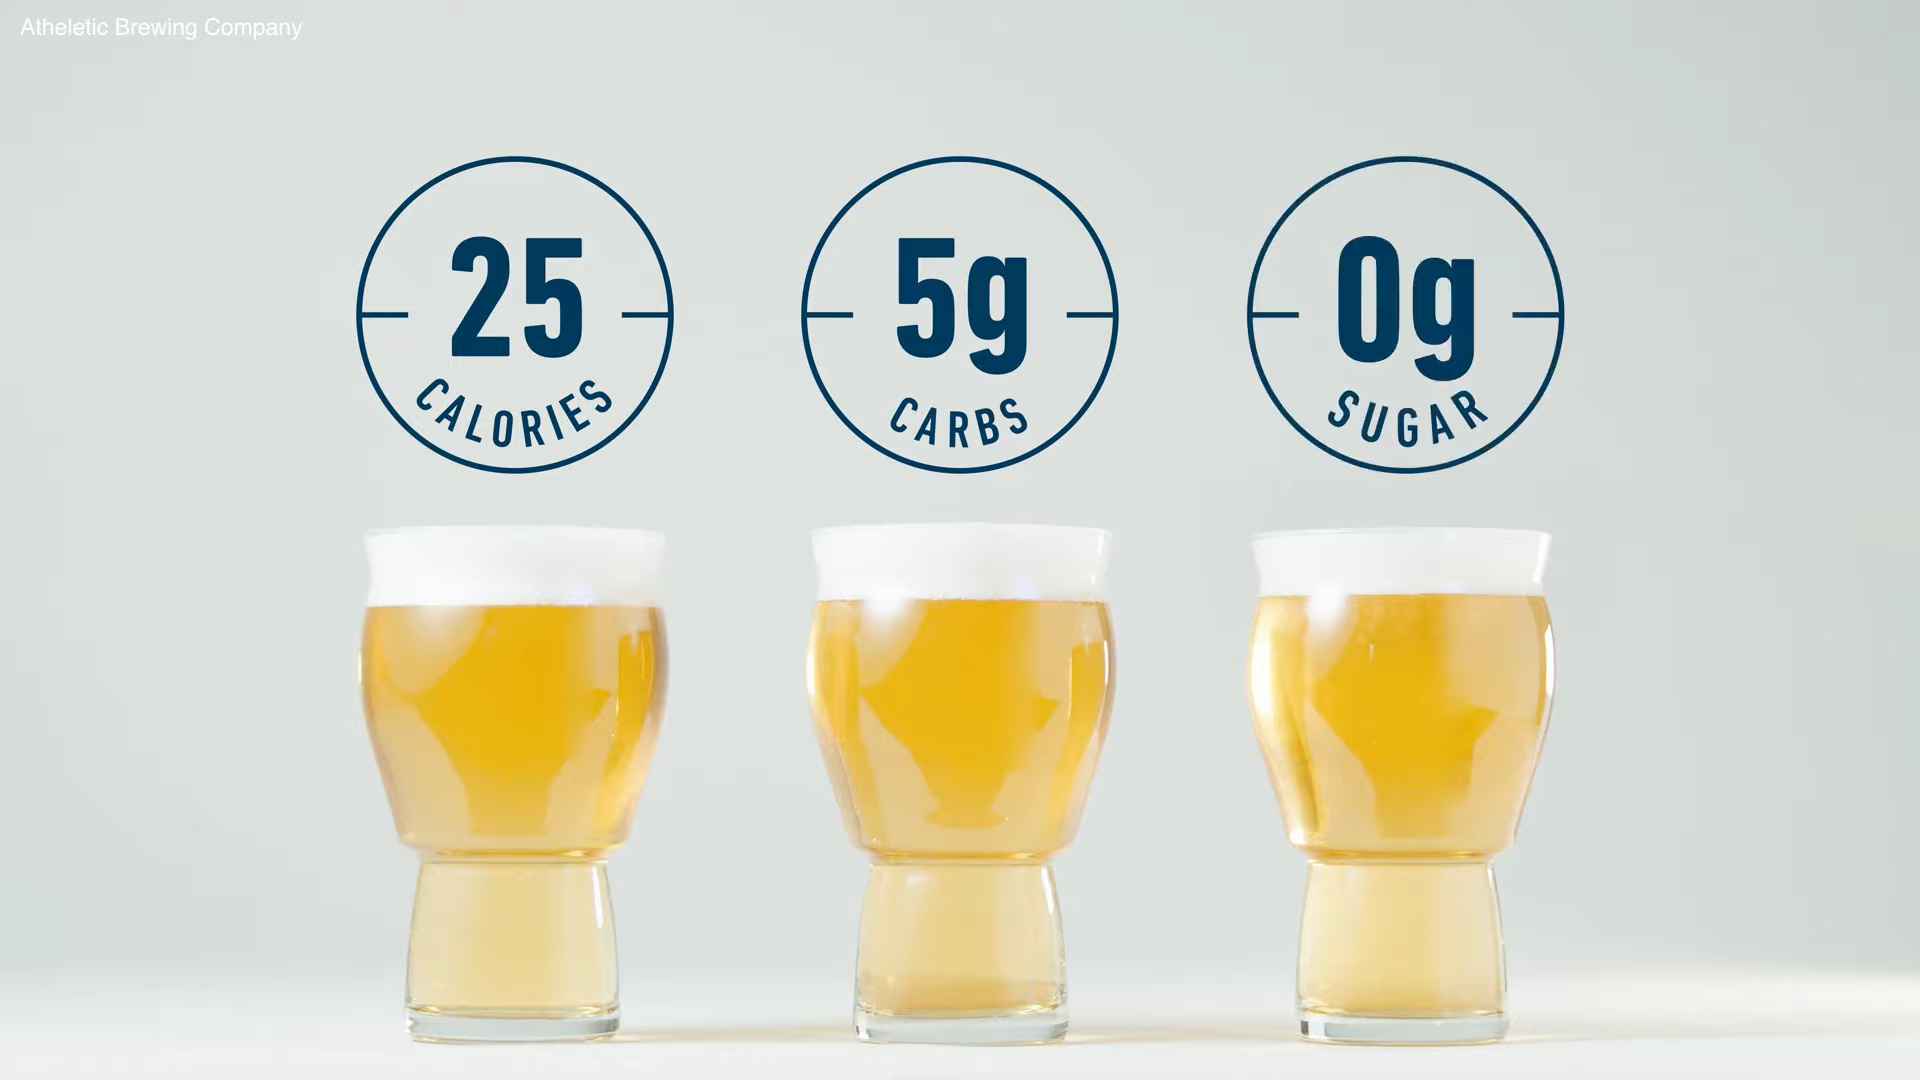 Atheletic Brewing Company
25
CALORIES
5g
CARBS
0g
SUGAR